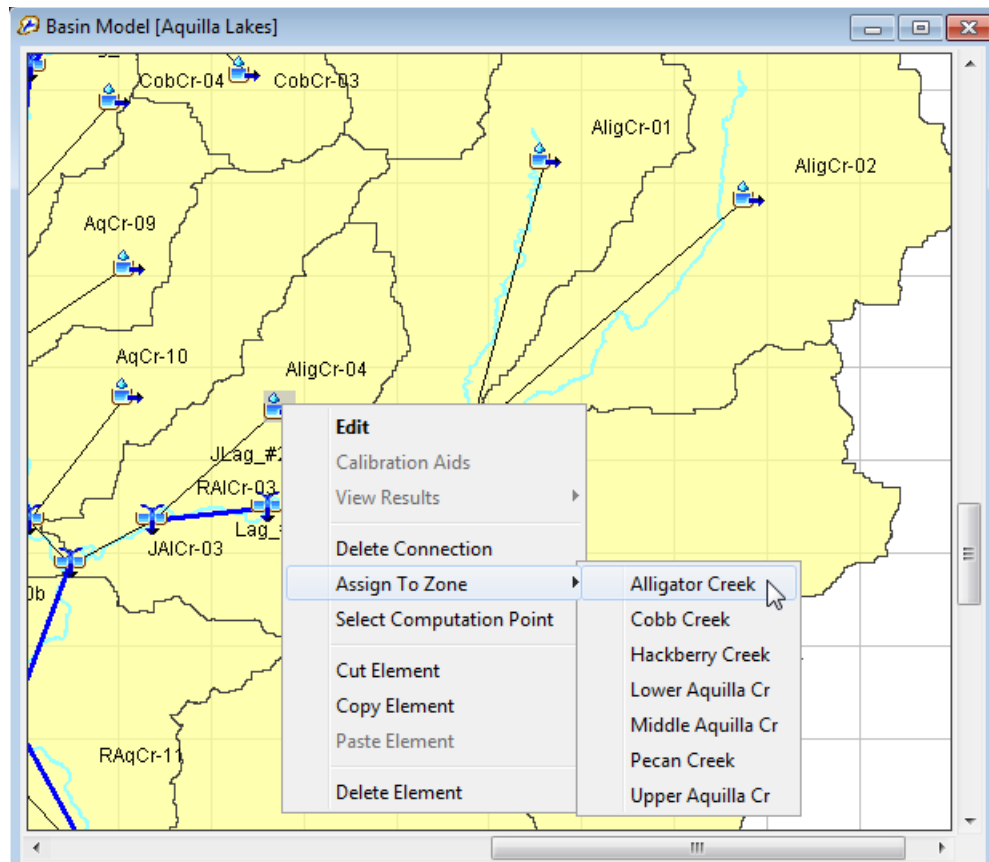 Basin Model [Aquilla Lakes]
CobCr-04
CobCr-03
AligCr-01
AligCr-02
AqCr-09
AqCr-10
AligCr-04
JLag_#
RAlCr-03
Lag_
JAlCr-03
0b
RAqCr-11
Edit
Calibration Aids
View Results
Delete Connection
Assign To Zone
Select Computation Point
Cut Element
Copy Element
Paste Element
Delete Element
Alligator Creek
Cobb Creek
Hackberry Creek
Lower Aquilla Cr
Middle Aquilla Cr
Pecan Creek
Upper Aquilla Cr